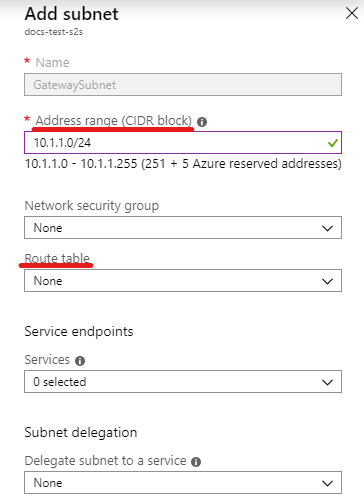 Add subnet
docs-test-s2s
* Name
GatewaySubnet
* Address range (CIDR block)
10.1.1.0/24
10.1.1.0 - 10.1.1.255 (251 + 5 Azure reserved addresses)
Network security group
None
Route table
None
Service endpoints
Services
0 selected
Subnet delegation
Delegate subnet to a service
None